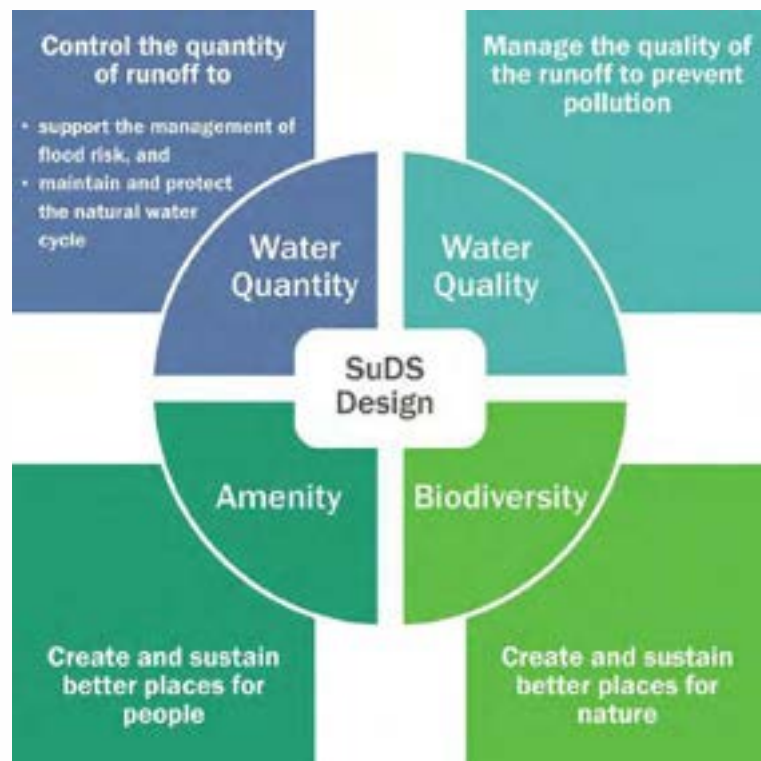 Control the quantity
of runoff to
• support the management of
flood risk, and
• maintain and protect
the natural water
cycle
Manage the quality of
the runoff to prevent
pollution
Water
Quantity
Water
Quality
SuDS
Design
Amenity
Biodiversity
Create and sustain
better places for
people
Create and sustain
better places for
nature